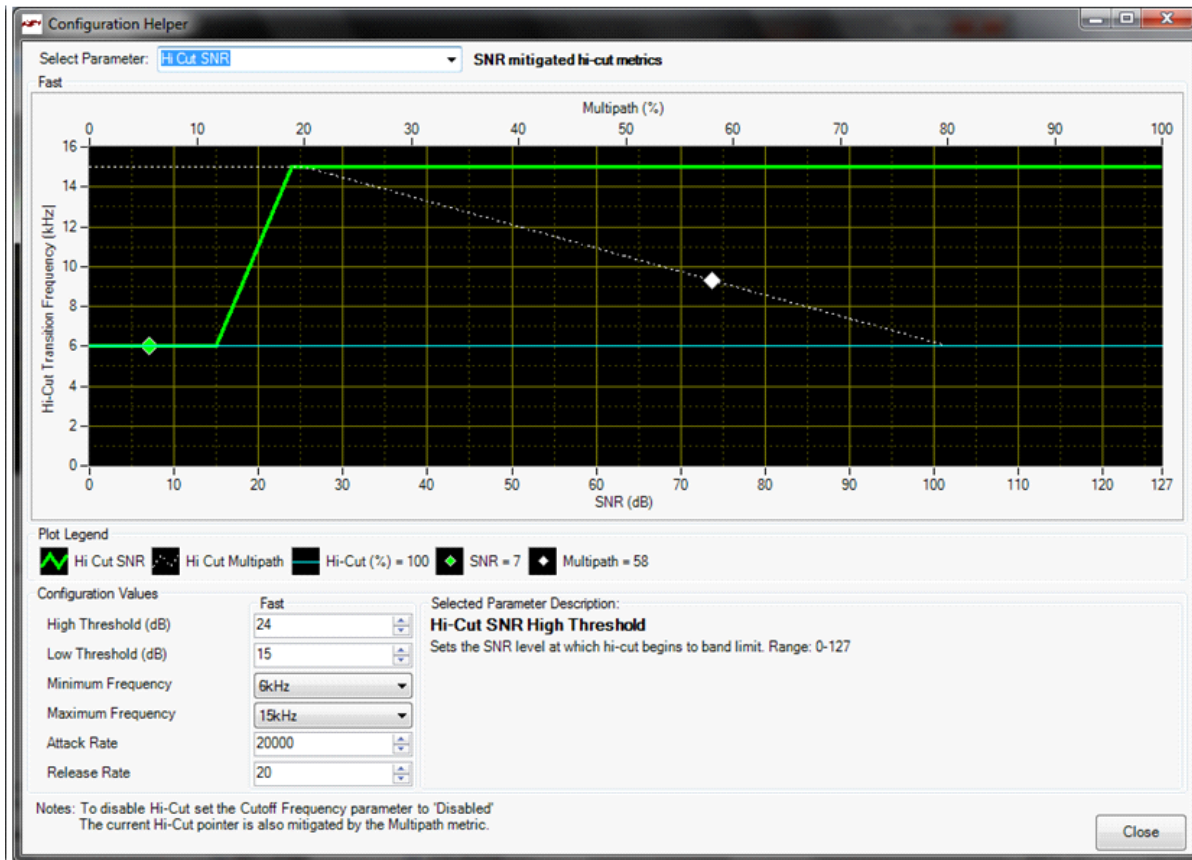 Configuration Helper
Select Parameter: Hi Cut SNR SNR mitigated hi-cut metrics
Fast
Multipath (%)
0 10 20 30 40 50 60 70 80 90 100
Hi-Cut Transition Frequency [kHz]
16
14
12
10
8
6
4
2
0
0 10 20 30 40 50 60 70 80 90 100 110 120 127
SNR (dB)
Plot Legend
Hi Cut SNR Hi Cut Multipath Hi-Cut (%) = 100 SNR = 7 Multipath = 58
Configuration Values
Fast
High Threshold (dB) 24
Low Threshold (dB) 15
Minimum Frequency 6kHz
Maximum Frequency 15kHz
Attack Rate 20000
Release Rate 20
Selected Parameter Description:
Hi-Cut SNR High Threshold
Sets the SNR level at which hi-cut begins to band limit. Range: 0-127
Notes: To disable Hi-Cut set the Cutoff Frequency parameter to 'Disabled'
The current Hi-Cut pointer is also mitigated by the Multipath metric.
Close